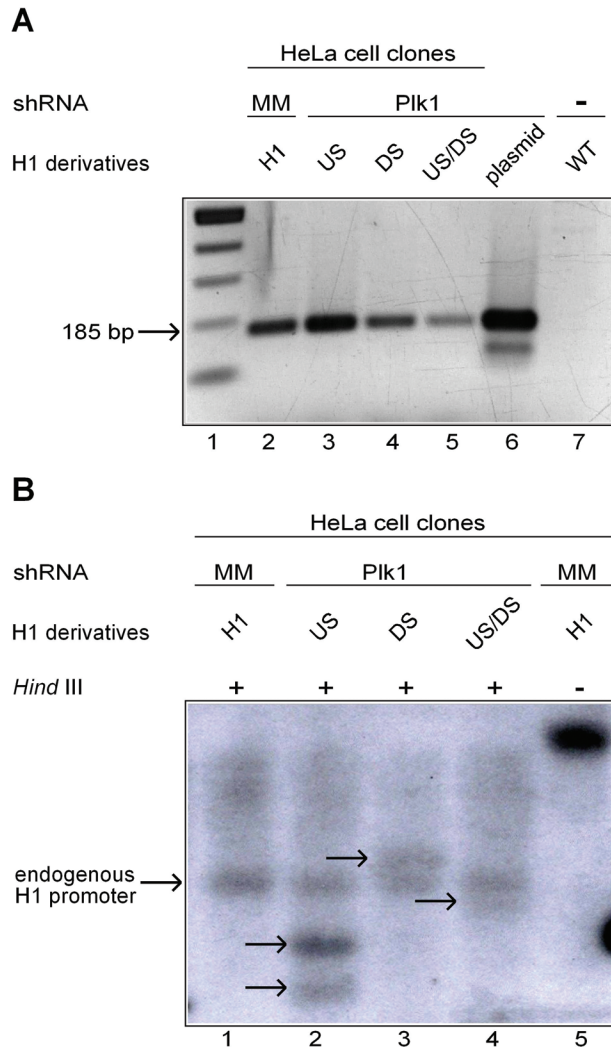 A
HeLa cell clones
shRNA MM Plk1 -
H1 derivatives H1 US DS US/DS plasmid WT
185 bp
1 2 3 4 5 6 7
B
HeLa cell clones
shRNA MM Plk1 MM
H1 derivatives H1 US DS US/DS H1
Hind III + + + + -
endogenous
H1 promoter
1 2 3 4 5